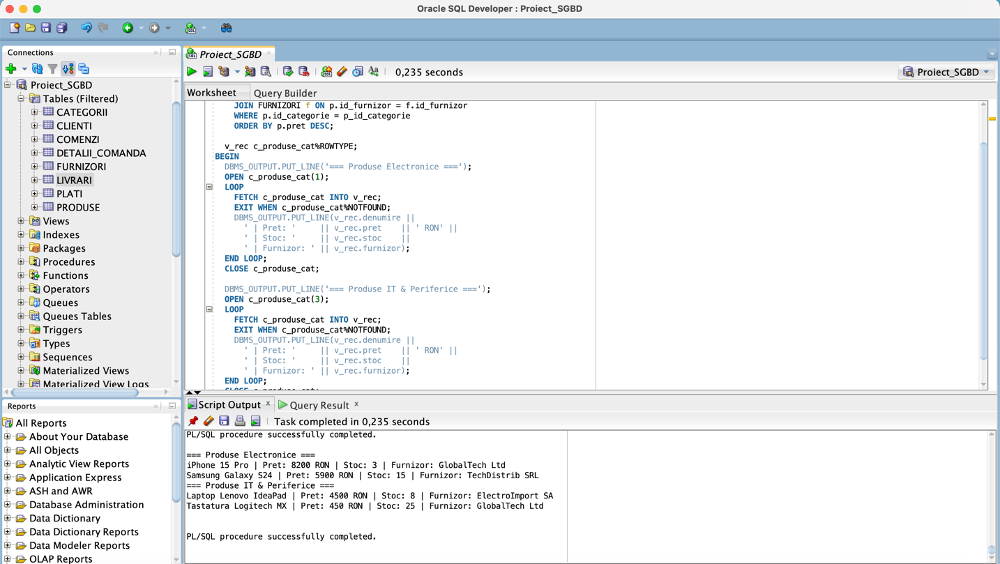 Oracle SQL Developer : Proiect_SGBD
Connections
Proiect_SGBD
Tables (Filtered)
CATEGORII
CLIENTI
COMENZI
DETALII_COMANDA
FURNIZORI
LIVRARI
PLATI
PRODUSE
Views
Indexes
Packages
Procedures
Functions
Operators
Queues
Queues Tables
Triggers
Types
Sequences
Materialized Views
Materialized View Logs
Reports
All Reports
About Your Database
All Objects
Analytic View Reports
Application Express
ASH and AWR
Database Administration
Data Dictionary
Data Dictionary Reports
Data Modeler Reports
OLAP Reports
Proiect_SGBD
0,235 seconds
Proiect_SGBD
Worksheet
Query Builder
JOIN FURNIZORI f ON p.id_furnizor = f.id_furnizor
WHERE p.id_categorie = p_id_categorie
ORDER BY p.pret DESC;
v_rec c_produse_cat%ROWTYPE;
BEGIN
DBMS_OUTPUT.PUT_LINE('=== Produse Electronice ===');
OPEN c_produse_cat(1);
LOOP
FETCH c_produse_cat INTO v_rec;
EXIT WHEN c_produse_cat%NOTFOUND;
DBMS_OUTPUT.PUT_LINE(v_rec.denumire ||
' | Pret: '     || v_rec.pret    || ' RON' ||
' | Stoc: '     || v_rec.stoc    ||
' | Furnizor: ' || v_rec.furnizor);
END LOOP;
CLOSE c_produse_cat;
DBMS_OUTPUT.PUT_LINE('=== Produse IT & Periferice ===');
OPEN c_produse_cat(3);
LOOP
FETCH c_produse_cat INTO v_rec;
EXIT WHEN c_produse_cat%NOTFOUND;
DBMS_OUTPUT.PUT_LINE(v_rec.denumire ||
' | Pret: '     || v_rec.pret    || ' RON' ||
' | Stoc: '     || v_rec.stoc    ||
' | Furnizor: ' || v_rec.furnizor);
END LOOP;
Script Output
Query Result
Task completed in 0,235 seconds
PL/SQL procedure successfully completed.
=== Produse Electronice ===
iPhone 15 Pro | Pret: 8200 RON | Stoc: 3 | Furnizor: GlobalTech Ltd
Samsung Galaxy S24 | Pret: 5900 RON | Stoc: 15 | Furnizor: TechDistrib SRL
=== Produse IT & Periferice ===
Laptop Lenovo IdeaPad | Pret: 4500 RON | Stoc: 8 | Furnizor: ElectroImport SA
Tastatura Logitech MX | Pret: 450 RON | Stoc: 25 | Furnizor: GlobalTech Ltd
PL/SQL procedure successfully completed.